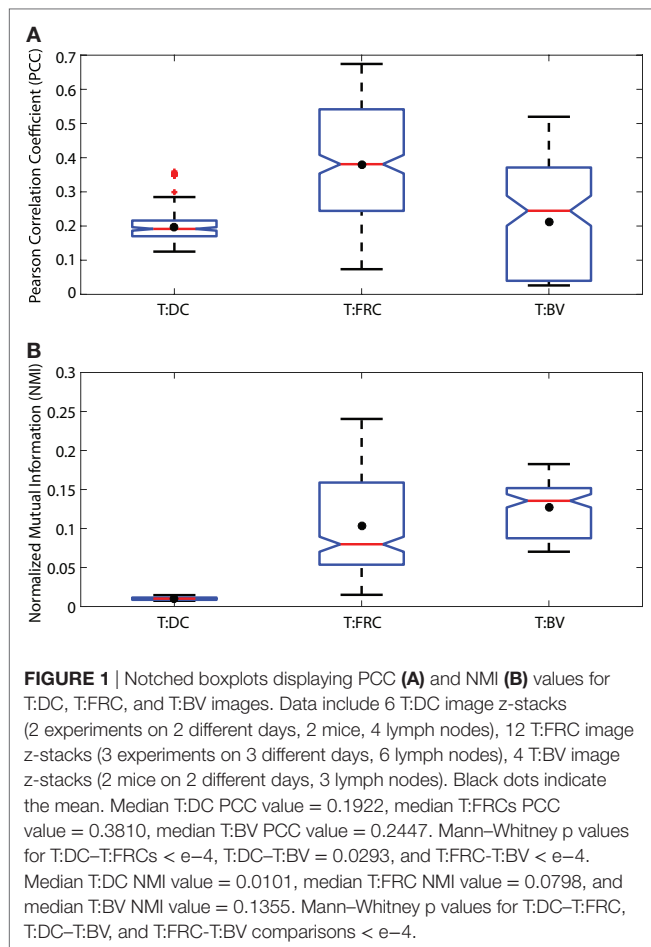 A
Pearson Correlation Coefficient (PCC)
0.7
0.6
0.5
0.4
0.3
0.2
0.1
0
T:DC T:FRC T:BV
B
Normalized Mutual Information (NMI)
0.3
0.25
0.2
0.15
0.1
0.05
0
T:DC T:FRC T:BV
FIGURE 1 | Notched boxplots displaying PCC (A) and NMI (B) values for
T:DC, T:FRC, and T:BV images. Data include 6 T:DC image z-stacks
(2 experiments on 2 different days, 2 mice, 4 lymph nodes), 12 T:FRC image
z-stacks (3 experiments on 3 different days, 6 lymph nodes), 4 T:BV image
z-stacks (2 mice on 2 different days, 3 lymph nodes). Black dots indicate
the mean. Median T:DC PCC value = 0.1922, median T:FRCs PCC
value = 0.3810, median T:BV PCC value = 0.2447. Mann–Whitney p values
for T:DC–T:FRCs < e−4, T:DC–T:BV = 0.0293, and T:FRC-T:BV < e−4.
Median T:DC NMI value = 0.0101, median T:FRC NMI value = 0.0798, and
median T:BV NMI value = 0.1355. Mann–Whitney p values for T:DC–T:FRC,
T:DC–T:BV, and T:FRC-T:BV comparisons < e−4.